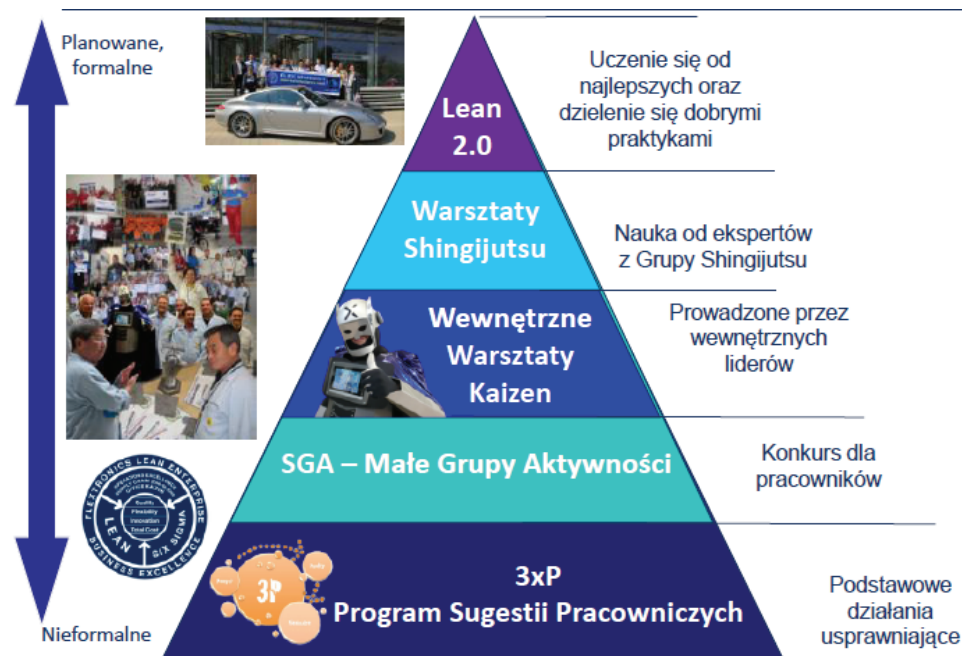 Planowane,
formalne
Lean
2.0
Uczenie się od
najlepszych oraz
dzielenie się dobrymi
praktykami
Warsztaty
Shingijutsu
Nauka od ekspertów
z Grupy Shingijutsu
Wewnętrzne
Warsztaty
Kaizen
Prowadzone przez
wewnętrznych
liderów
SGA – Małe Grupy Aktywności
Konkurs dla
pracowników
FLEXTRONICS LEAN ENTERPRISE
Quality
Flexibility
Innovation
Total Cost
LEAN
SIX SIGMA
BUSINESS EXCELLENCE
3P
3xP
Program Sugestii Pracowniczych
Podstawowe
działania
usprawniające
Nieformalne